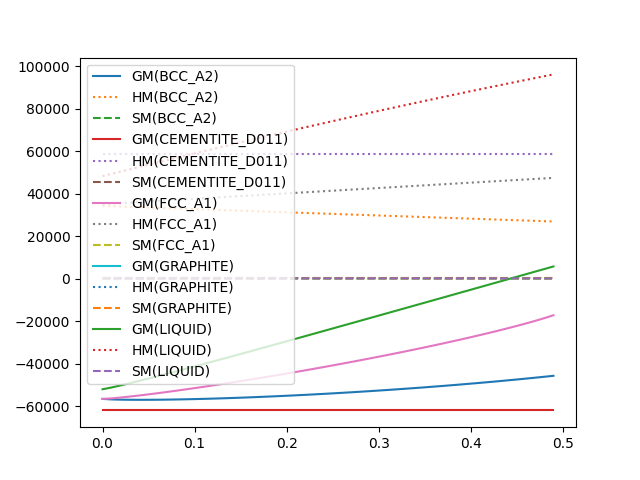 100000
80000
60000
40000
20000
0
−20000
−40000
−60000
GM(BCC_A2)
HM(BCC_A2)
SM(BCC_A2)
GM(CEMENTITE_D011)
HM(CEMENTITE_D011)
SM(CEMENTITE_D011)
GM(FCC_A1)
HM(FCC_A1)
SM(FCC_A1)
GM(GRAPHITE)
HM(GRAPHITE)
SM(GRAPHITE)
GM(LIQUID)
HM(LIQUID)
SM(LIQUID)
0.0 0.1 0.2 0.3 0.4 0.5